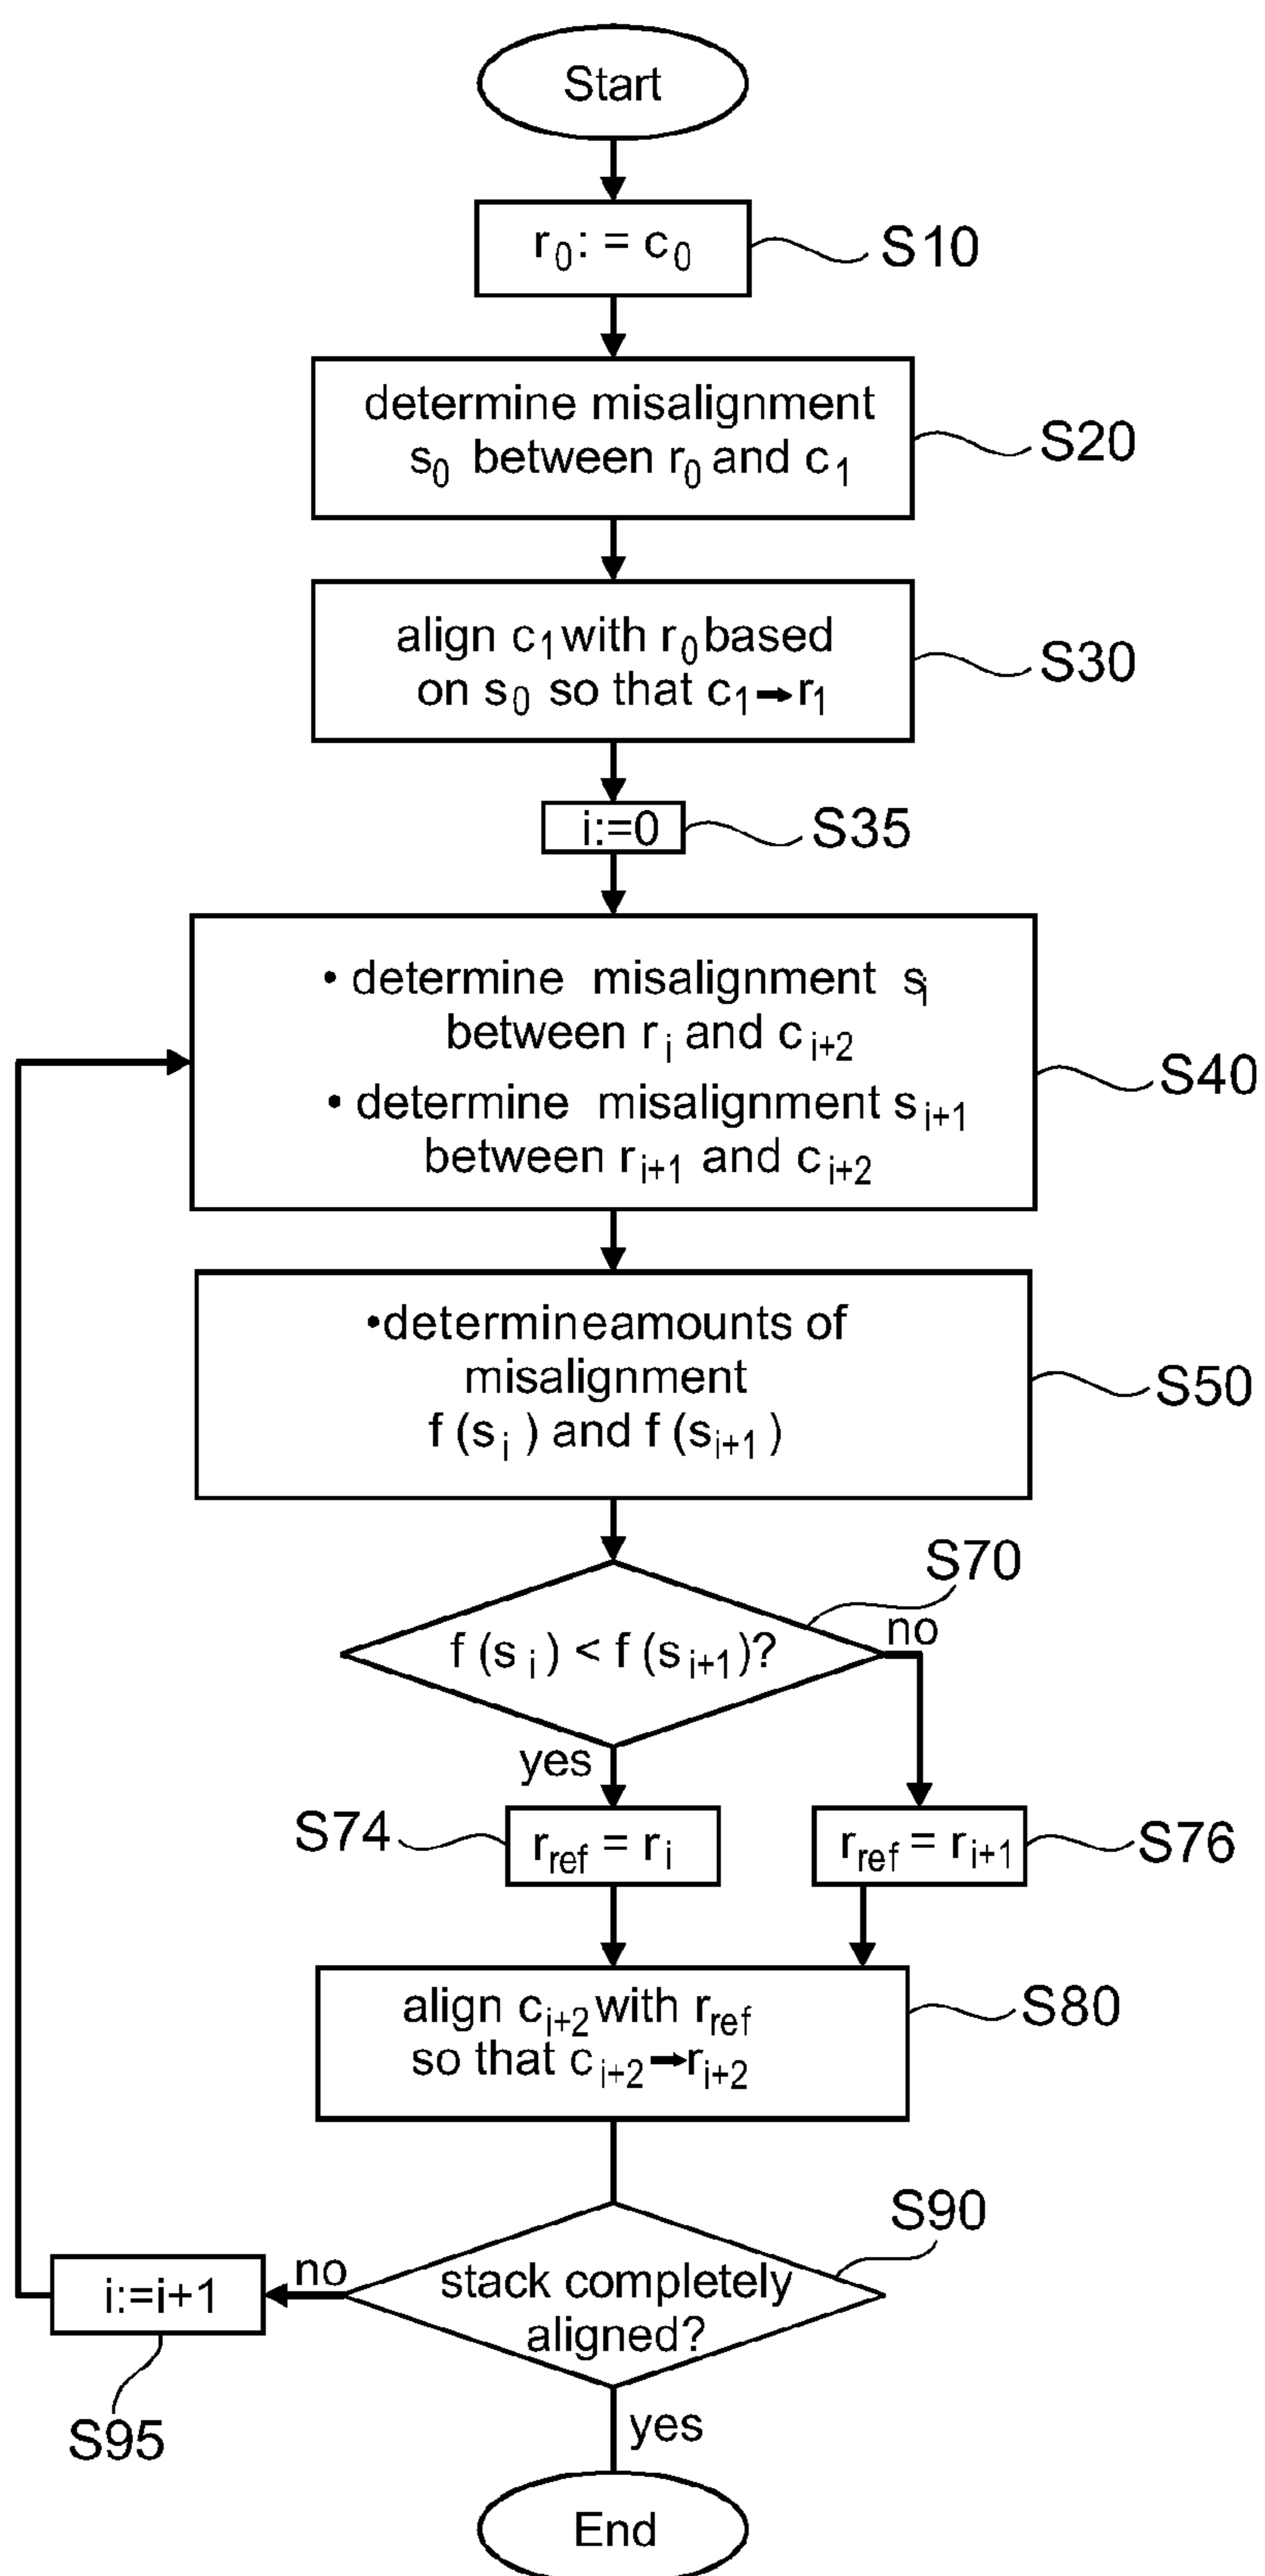 Start
r0: = c0
S10
determine misalignment
s0 between r0 and c1
S20
align c1 with r0 based
on s0 so that c1➞r1
S30
i:=0
S35
• determine misalignment si
between ri and ci+2
• determine misalignment si+1
between ri+1 and ci+2
S40
•determineamounts of
misalignment
f (si ) and f (si+1 )
S50
S70
f (si ) < f (si+1)?
no
yes
S74
rref = ri
rref = ri+1
S76
align ci+2 with rref
so that ci+2➞ri+2
S80
S90
stack completely
aligned?
no
i:=i+1
S95
yes
End